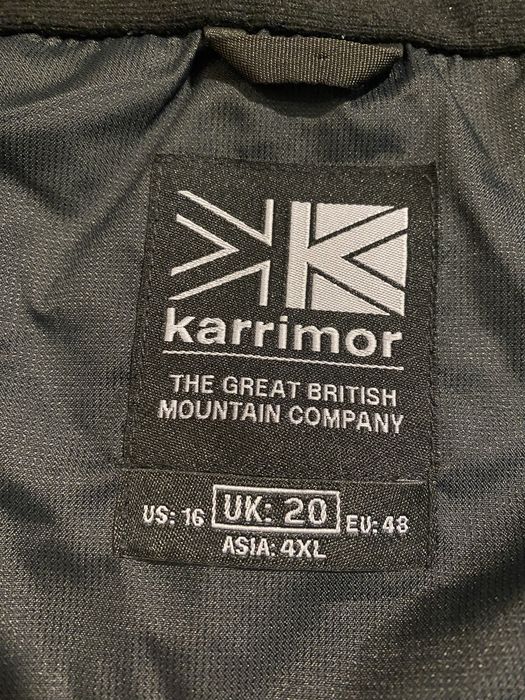 karrimor
THE GREAT BRITISH
MOUNTAIN COMPANY
US: 16 UK: 20 EU: 48
ASIA: 4XL